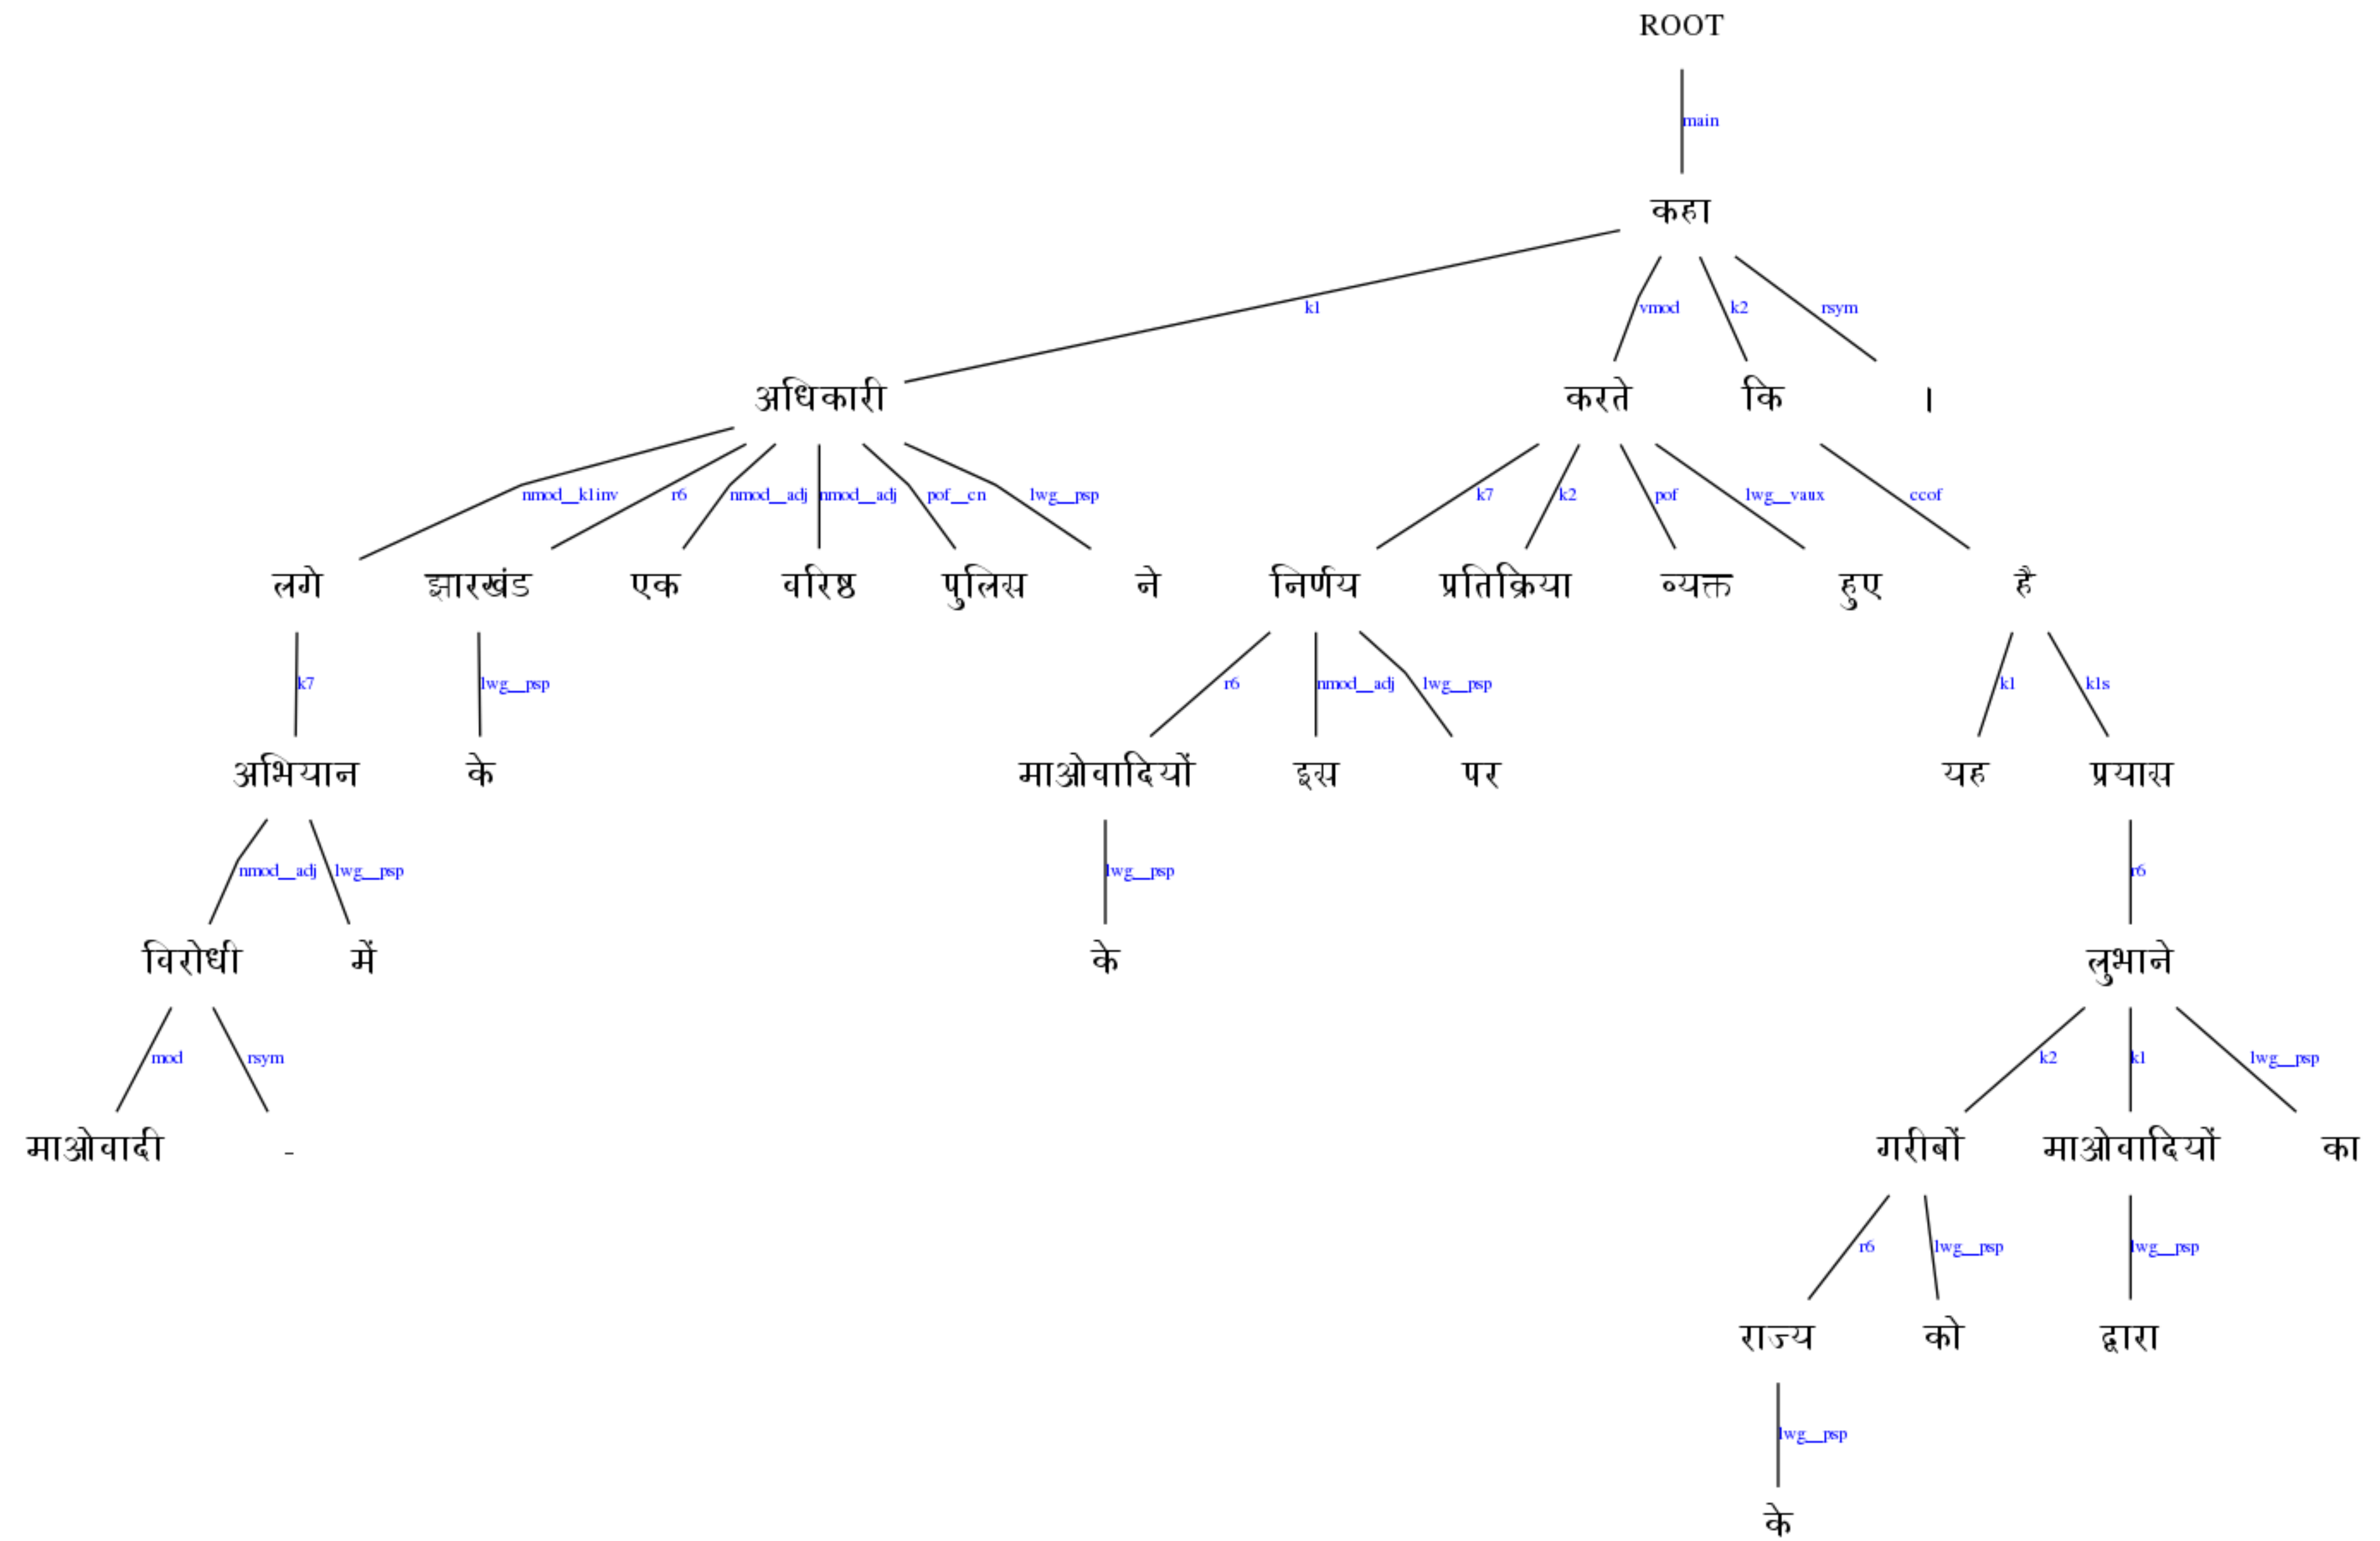 ROOT
main
कहा
k1 vmod k2 rsym
अधिकारी करते कि ।
nmod__k1inv r6 nmod__adj nmod__adj pof__cn lwg__psp k7 k2 pof lwg__vaux ccof
लगे झारखंड एक वरिष्ठ पुलिस ने निर्णय प्रतिक्रिया व्यक्त हुए है
k7 lwg__psp r6 nmod__adj lwg__psp k1 k1s
अभियान के माओवादियों इस पर यह प्रयास
nmod__adj lwg__psp lwg__psp r6
विरोधी में के लुभाने
mod rsym k2 k1 lwg__psp
माओवादी - गरीबों माओवादियों का
r6 lwg__psp lwg__psp
राज्य को द्वारा
lwg__psp
के